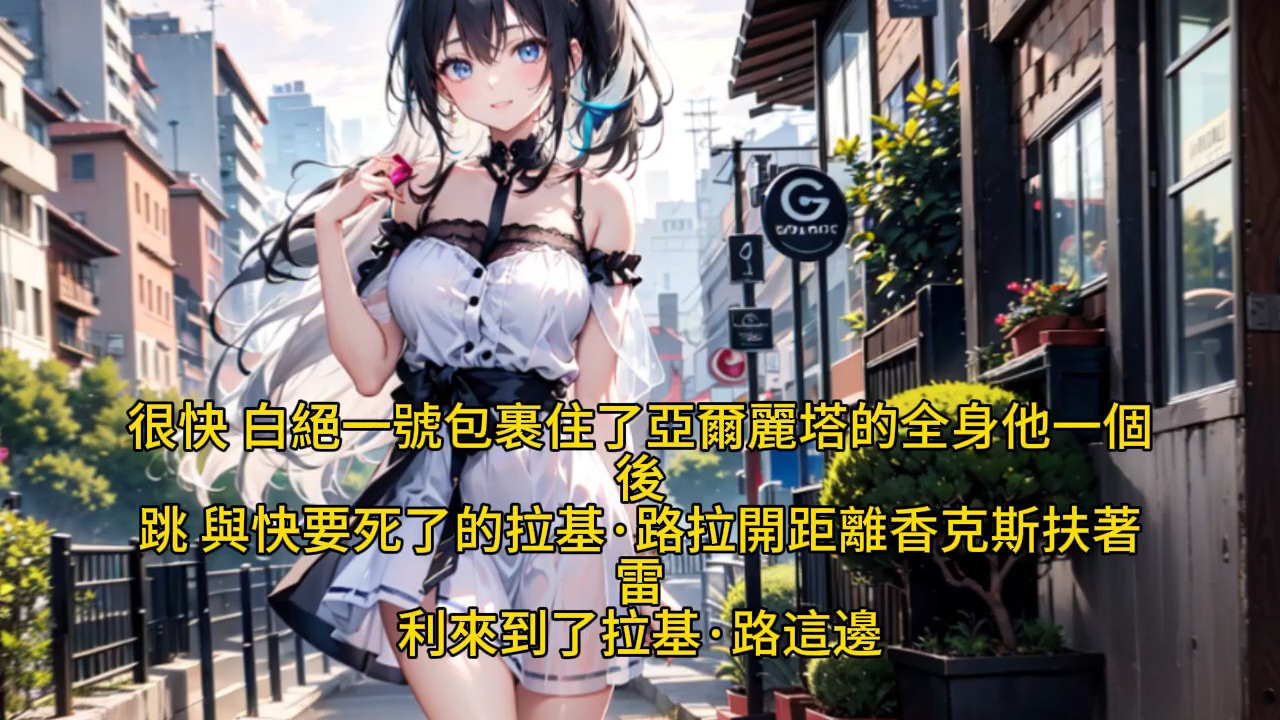 G
很快 白絕一號包裹住了亞爾麗塔的全身他一個
後
跳 與快要死了的拉基·路拉開距離香克斯扶著
雷
利來到了拉基·路這邊